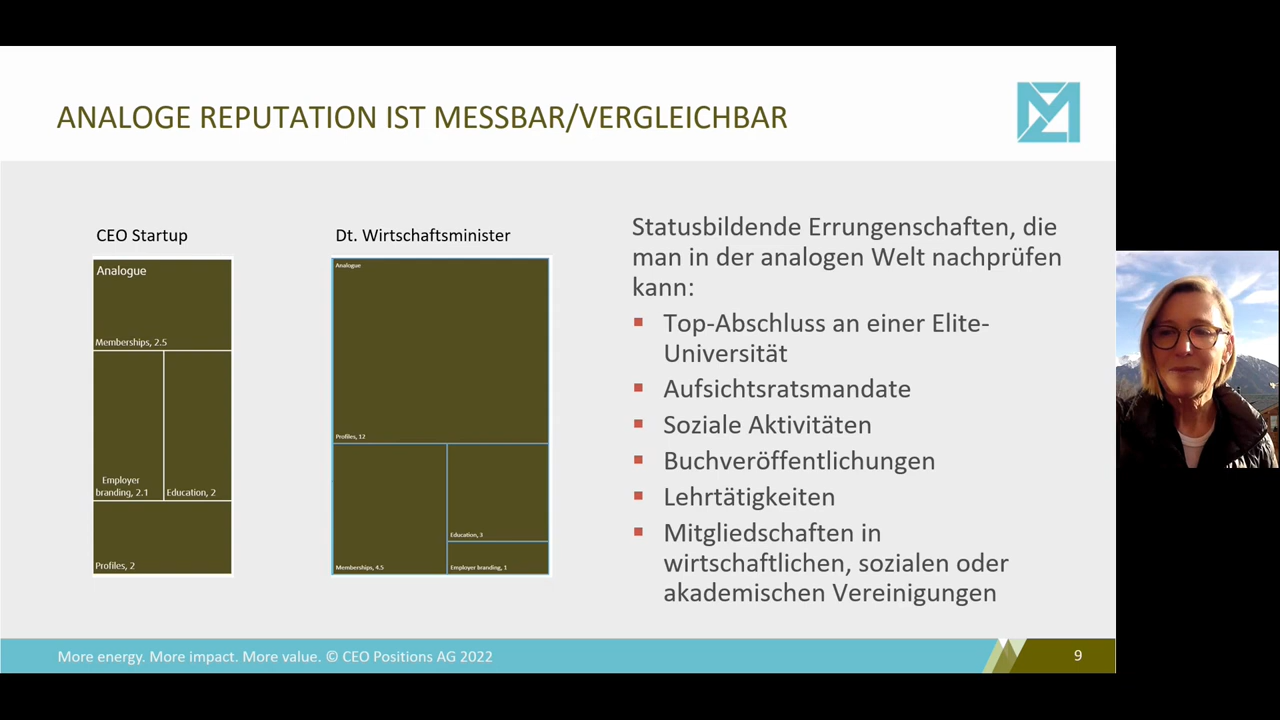 ANALOGE REPUTATION IST MESSBAR/VERGLEICHBAR
CEO Startup
Analogue
Memberships, 2.5
Employer
branding, 2.1
Education, 2
Profiles, 2
Dt. Wirtschaftsminister
Analogue
Profiles, 12
Memberships, 4.5
Education, 3
Employer branding, 1
Statusbildende Errungenschaften, die
man in der analogen Welt nachprüfen
kann:
Top-Abschluss an einer Elite-
Universität
Aufsichtsratsmandate
Soziale Aktivitäten
Buchveröffentlichungen
Lehrtätigkeiten
Mitgliedschaften in
wirtschaftlichen, sozialen oder
akademischen Vereinigungen
More energy. More impact. More value. © CEO Positions AG 2022
9